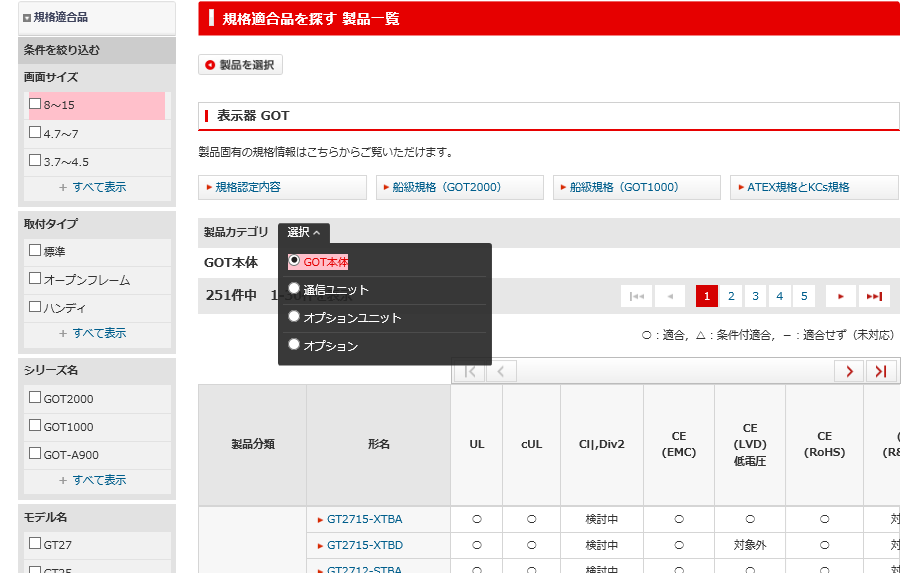 規格適合品
条件を絞り込む
画面サイズ
8～15
4.7～7
3.7～4.5
＋ すべて表示
取付タイプ
標準
オープンフレーム
ハンディ
＋ すべて表示
シリーズ名
GOT2000
GOT1000
GOT-A900
＋ すべて表示
モデル名
GT27
GT25
規格適合品を探す 製品一覧
製品を選択
表示器 GOT
製品固有の規格情報はこちらからご覧いただけます。
規格認定内容 船級規格（GOT2000） 船級規格（GOT1000） ATEX規格とKCs規格
製品カテゴリ 選択
GOT本体
GOT本体
通信ユニット
オプションユニット
オプション
251件中
1 2 3 4 5
○：適合，△：条件付適合，－：適合せず（未対応）
製品分類 形名 UL cUL CI|,Div2 CE (EMC) CE (LVD) 低電圧 CE (RoHS)
GT2715-XTBA ○ ○ 検討中 ○ ○ ○
GT2715-XTBD ○ ○ 検討中 ○ 対象外 ○
GT2712-STBA ○ ○ 検討中 ○ ○ ○